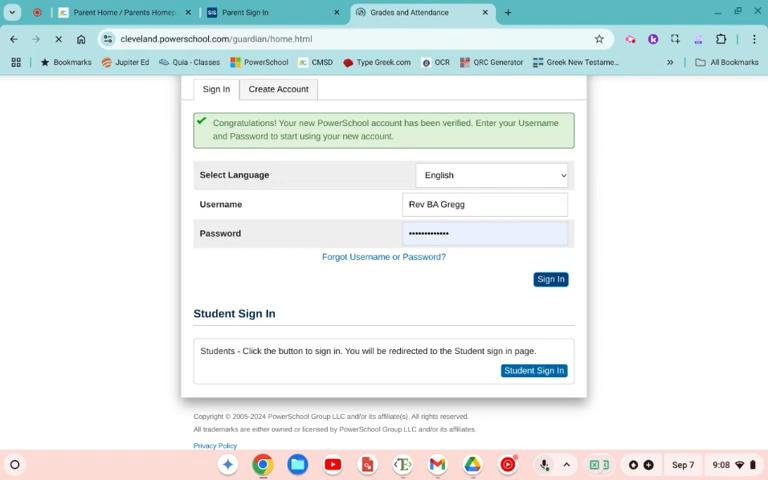 Parent Home / Parents Homep
Parent Sign In
Grades and Attendance
cleveland.powerschool.com/guardian/home.html
Bookmarks
Jupiter Ed
Quia - Classes
PowerSchool
CMSD
Type Greek.com
OCR
QRC Generator
Greek New Testame...
All Bookmarks
Sign In
Create Account
Congratulations! Your new PowerSchool account has been verified. Enter your Username
and Password to start using your new account.
Select Language
English
Username
Rev BA Gregg
Password
•••••••••••••
Forgot Username or Password?
Sign In
Student Sign In
Students - Click the button to sign in. You will be redirected to the Student sign in page.
Student Sign In
Copyright © 2005-2024 PowerSchool Group LLC and/or its affiliate(s). All rights reserved.
All trademarks are either owned or licensed by PowerSchool Group LLC and/or its affiliates.
Privacy Policy
Sep 7
9:08